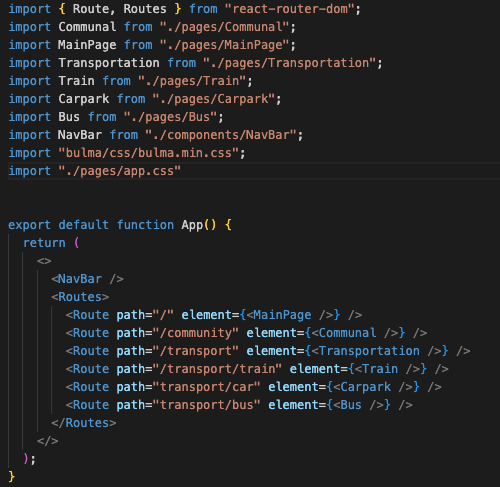 import { Route, Routes } from "react-router-dom";
import Communal from "./pages/Communal";
import MainPage from "./pages/MainPage";
import Transportation from "./pages/Transportation";
import Train from "./pages/Train";
import Carpark from "./pages/Carpark";
import Bus from "./pages/Bus";
import NavBar from "./components/NavBar";
import "bulma/css/bulma.min.css";
import "./pages/app.css"
export default function App() {
  return (
    <>
      <NavBar />
      <Routes>
        <Route path="/" element={<MainPage />} />
        <Route path="/community" element={<Communal />} />
        <Route path="/transport" element={<Transportation />} />
        <Route path="/transport/train" element={<Train />} />
        <Route path="transport/car" element={<Carpark />} />
        <Route path="transport/bus" element={<Bus />} />
      </Routes>
    </>
  );
}